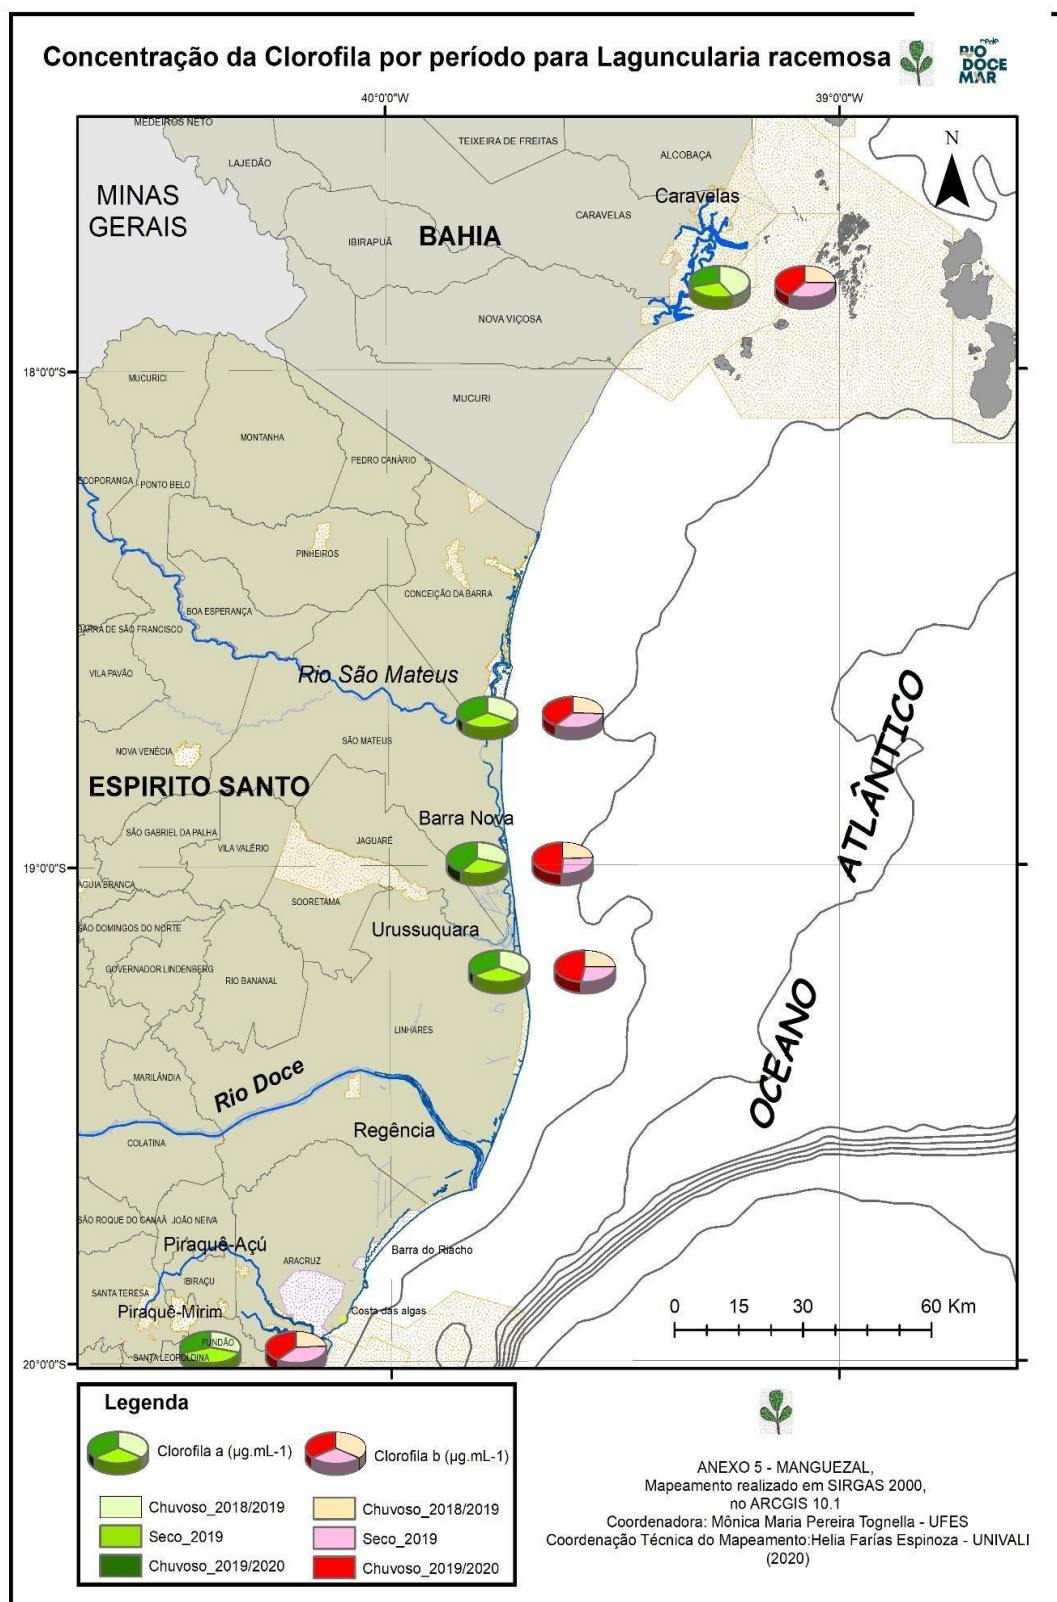 Concentração da Clorofila por período para Laguncularia racemosa
rede
RIO
DOCE
MAR
40°0'0"W
39°0'0"W
MEDEIROS NETO
TEIXEIRA DE FREITAS
LAJEDÃO
ALCOBAÇA
N
MINAS
GERAIS
Caravelas
CARAVELAS
IBIRAPUÃ
BAHIA
NOVA VIÇOSA
18°0'0"S
MUCURICI
MUCURI
MONTANHA
PEDRO CANÁRIO
ECOPORANGA
PONTO BELO
PINHEIROS
CONCEIÇÃO DA BARRA
BOA ESPERANÇA
BARRA DE SÃO FRANCISCO
VILA PAVÃO
Rio São Mateus
SÃO MATEUS
NOVA VENÉCIA
ESPIRITO SANTO
Barra Nova
SÃO GABRIEL DA PALHA
JAGUARÉ
VILA VALÉRIO
19°0'0"S
AGUIA BRANCA
SOORETAMA
SÃO DOMINGOS DO NORTE
Urussuquara
GOVERNADOR LINDENBERG
RIO BANANAL
LINHARES
OCEANO ATLÂNTICO
MARILÂNDIA
Rio Doce
COLATINA
Regência
SÃO ROQUE DO CANAÃ
JOÃO NEIVA
Piraquê-Açú
Barra do Riacho
ARACRUZ
IBIRAÇU
SANTA TERESA
Piraquê-Mirim
Costa das algas
0 15 30 60 Km
FUNDÃO
SANTA LEOPOLDINA
20°0'0"S
Legenda
Clorofila a (µg.mL-1)
Clorofila b (µg.mL-1)
Chuvoso_2018/2019
Chuvoso_2018/2019
Seco_2019
Seco_2019
Chuvoso_2019/2020
Chuvoso_2019/2020
ANEXO 5 - MANGUEZAL,
Mapeamento realizado em SIRGAS 2000,
no ARCGIS 10.1
Coordenadora: Mônica Maria Pereira Tognella - UFES
Coordenação Técnica do Mapeamento:Helia Farías Espinoza - UNIVALI
(2020)